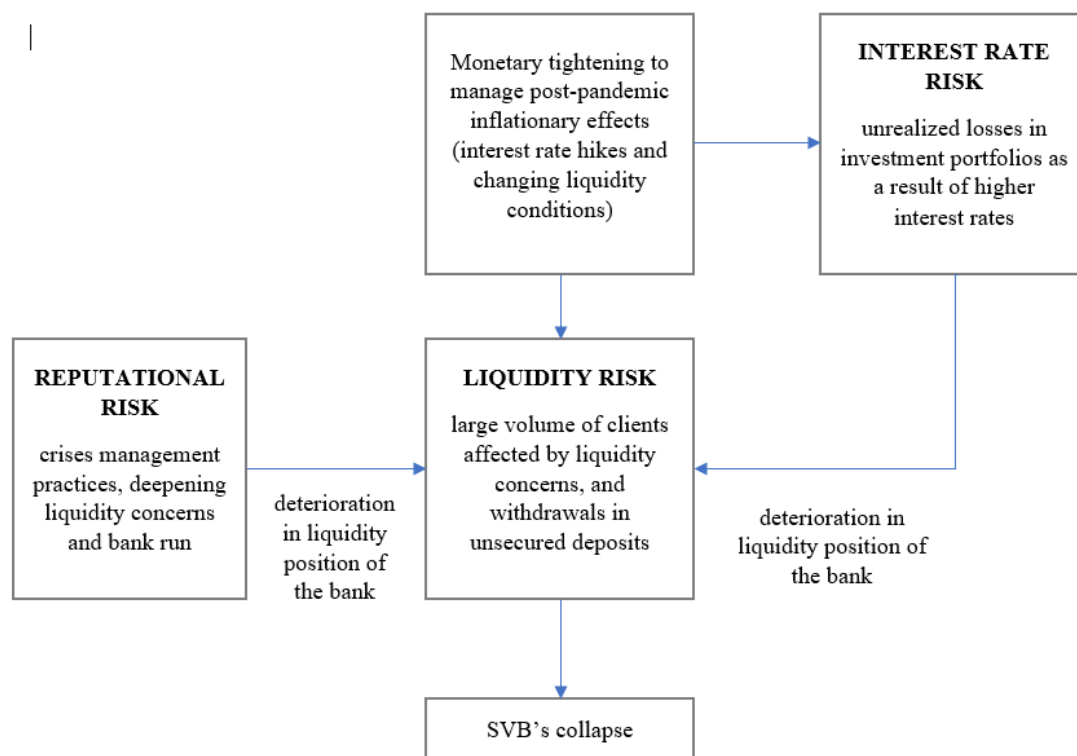 Monetary tightening to
manage post-pandemic
inflationary effects
(interest rate hikes and
changing liquidity
conditions)
INTEREST RATE
RISK
unrealized losses in
investment portfolios as
a result of higher
interest rates
REPUTATIONAL
RISK
crises management
practices, deepening
liquidity concerns
and bank run
deterioration
in liquidity
position of
the bank
LIQUIDITY RISK
large volume of clients
affected by liquidity
concerns, and
withdrawals in
unsecured deposits
deterioration in
liquidity position of
the bank
SVB’s collapse